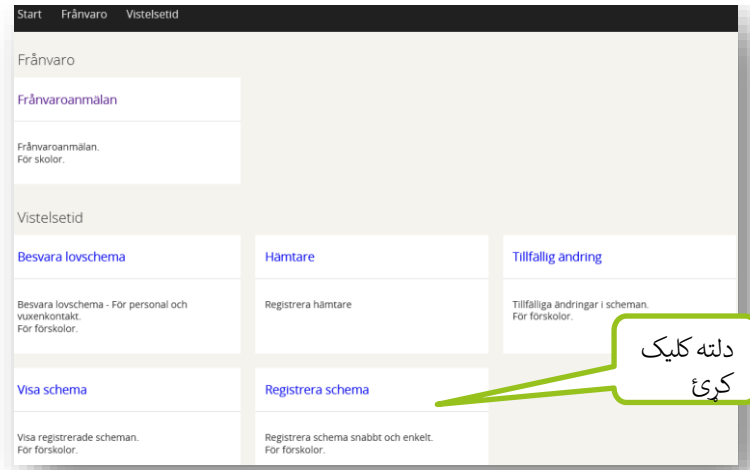 Start Frånvaro Vistelsetid
Frånvaro
Frånvaroanmälan
Frånvaroanmälan.
För skolor.
Vistelsetid
Besvara lovschema
Besvara lovschema - För personal och
vuxenkontakt.
För förskolor.
Hämtare
Registrera hämtare
Tillfällig ändring
Tillfälliga ändringar i scheman.
För förskolor.
دلته کلیک
کړئ
Visa schema
Visa registrerade scheman.
För förskolor.
Registrera schema
Registrera schema snabbt och enkelt.
För förskolor.